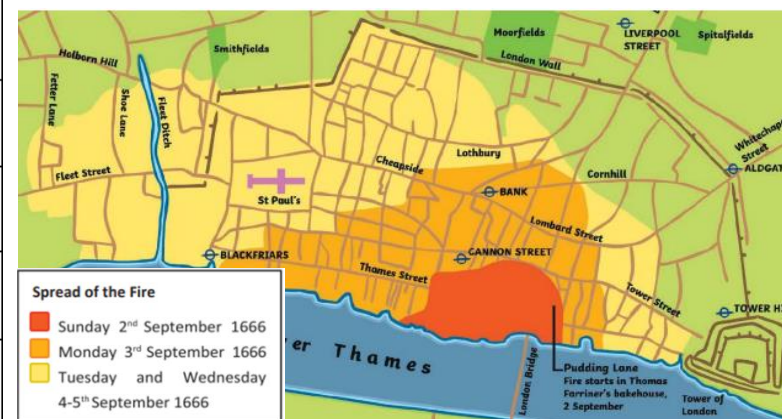 Moorfields
LIVERPOOL
STREET
Spitalfields
Smithfields
Holborn Hill
London Wall
Fetter Lane
Shoe Lane
Fleet Ditch
Whitechapel
Street
Lothbury
Cheapside
Cornhill
ALDGAT
Fleet Street
St Paul's
BANK
Lombard Street
BLACKFRIARS
CANNON STREET
Thames Street
Tower Street
TOWER H
Spread of the Fire
Sunday 2nd September 1666
Monday 3rd September 1666
Tuesday and Wednesday
4-5th September 1666
er Thames
London Bridge
Pudding Lane
Fire starts in Thomas
Farriner's bakehouse,
2 September
Tower of
London